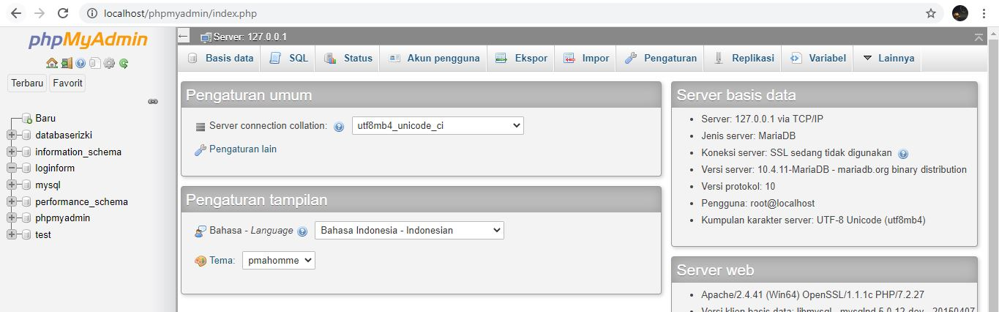 localhost/phpmyadmin/index.php
phpMyAdmin
Terbaru Favorit
Baru
databaserizki
information_schema
loginform
mysql
performance_schema
phpmyadmin
test
Server: 127.0.0.1
Basis data SQL Status Akun pengguna Ekspor Impor Pengaturan Replikasi Variabel Lainnya
Pengaturan umum
Server connection collation: utf8mb4_unicode_ci
Pengaturan lain
Pengaturan tampilan
Bahasa - Language Bahasa Indonesia - Indonesian
Tema: pmahomme
Server basis data
Server: 127.0.0.1 via TCP/IP
Jenis server: MariaDB
Koneksi server: SSL sedang tidak digunakan
Versi server: 10.4.11-MariaDB - mariadb.org binary distribution
Versi protokol: 10
Pengguna: root@localhost
Kumpulan karakter server: UTF-8 Unicode (utf8mb4)
Server web
Apache/2.4.41 (Win64) OpenSSL/1.1.1c PHP/7.2.27
Versi klien basis data: libmysql - mysqlnd 5.0.12-dev - 20150407